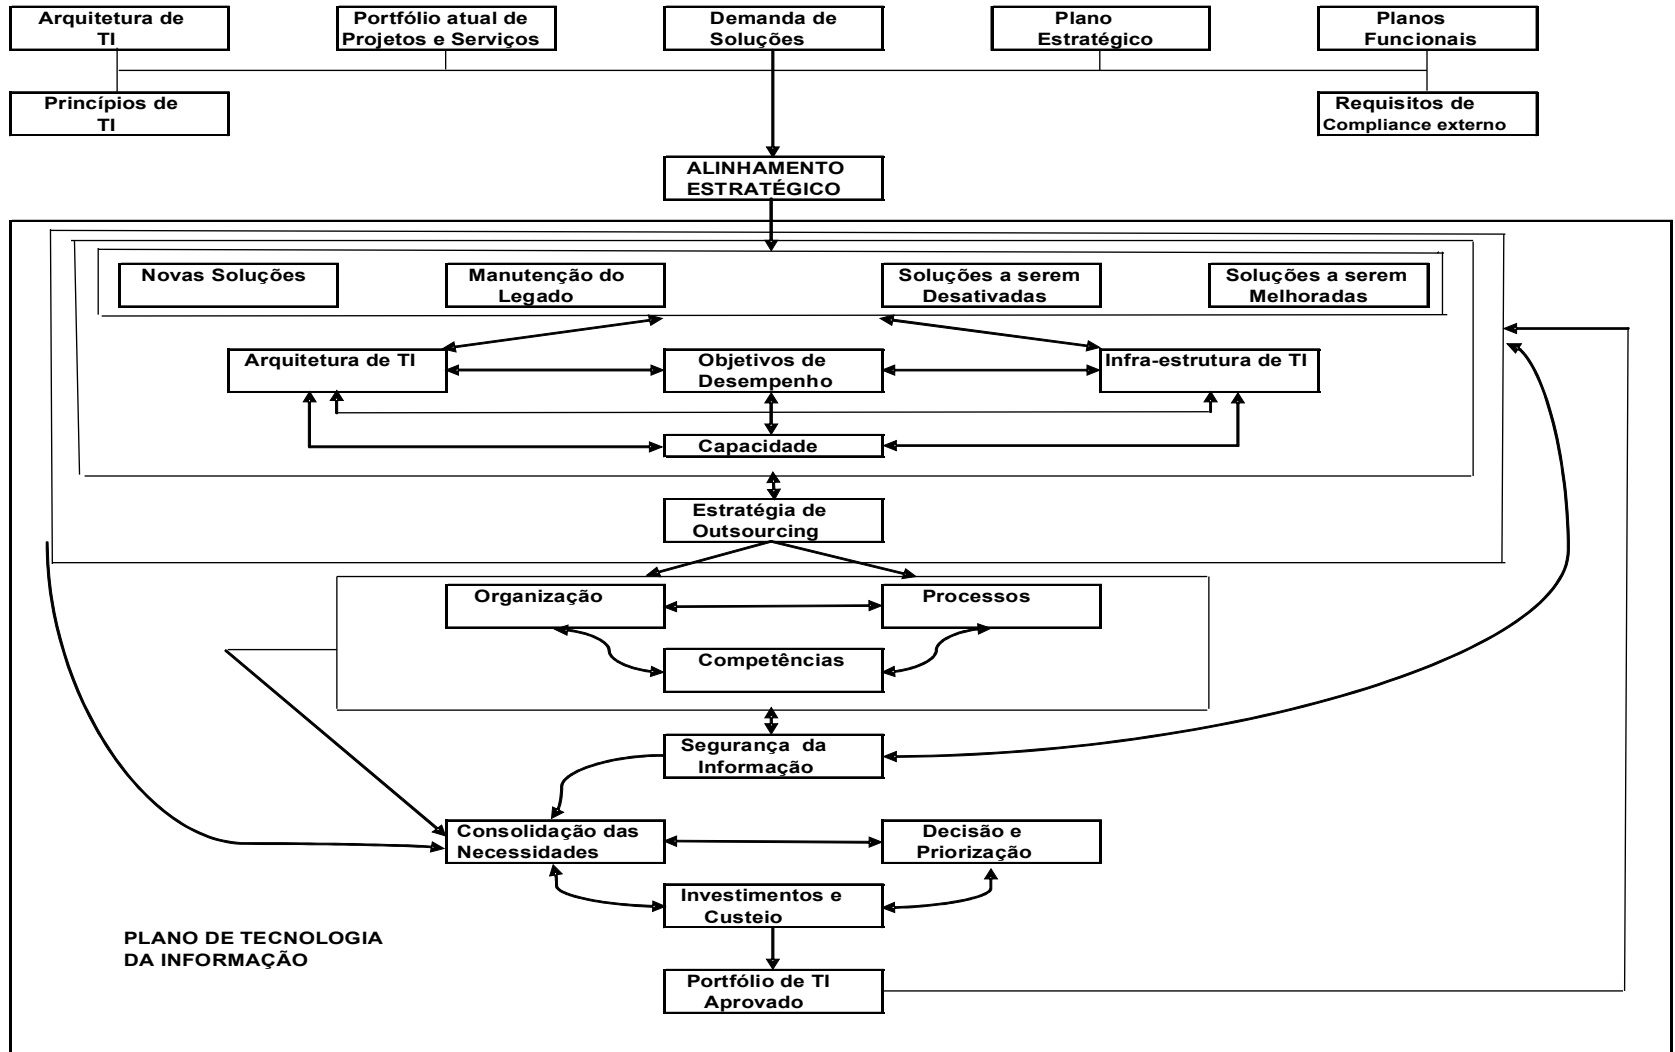 Arquitetura de
TI
Portfólio atual de
Projetos e Serviços
Demanda de
Soluções
Plano
Estratégico
Planos
Funcionais
Princípios de
TI
Requisitos de
Compliance externo
ALINHAMENTO
ESTRATÉGICO
Novas Soluções
Manutenção do
Legado
Soluções a serem
Desativadas
Soluções a serem
Melhoradas
Arquitetura de TI
Objetivos de
Desempenho
Infra-estrutura de TI
Capacidade
Estratégia de
Outsourcing
Organização
Processos
Competências
Segurança da
Informação
Consolidação das
Necessidades
Decisão e
Priorização
Investimentos e
Custeio
PLANO DE TECNOLOGIA
DA INFORMAÇÃO
Portfólio de TI
Aprovado